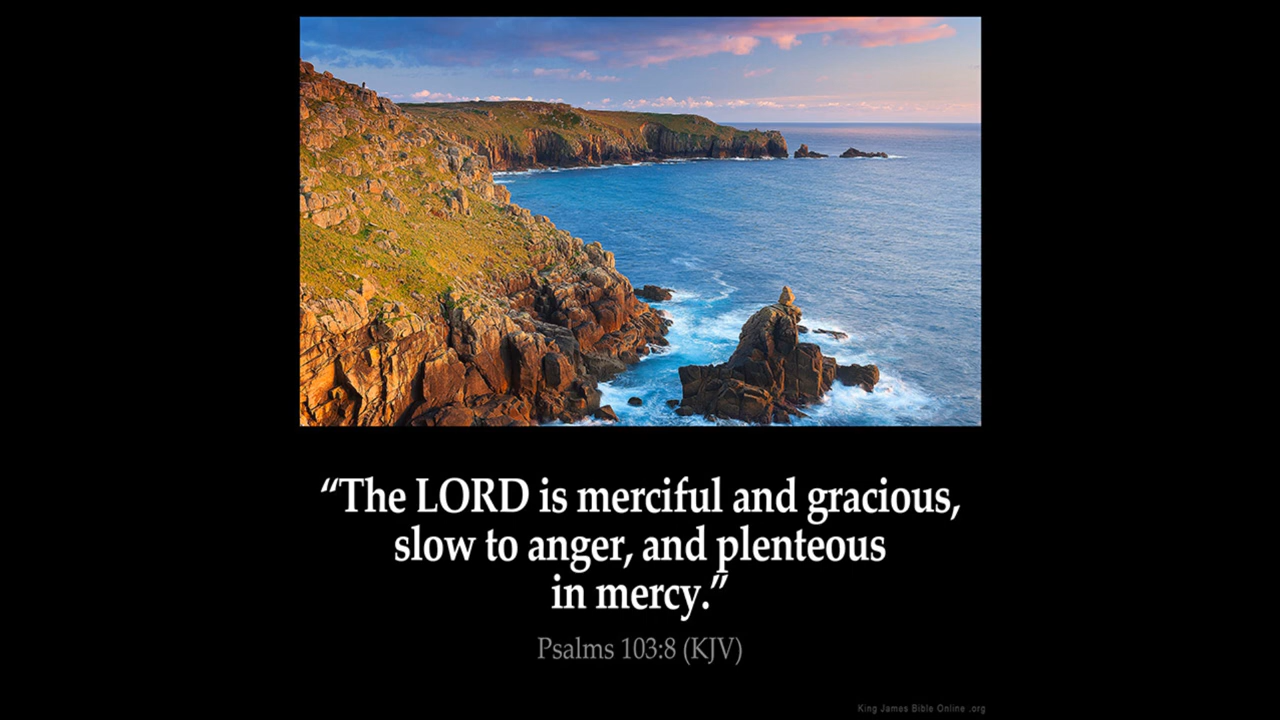 “The LORD is merciful and gracious,
slow to anger, and plenteous
in mercy.”
Psalms 103:8 (KJV)
King James Bible Online .org